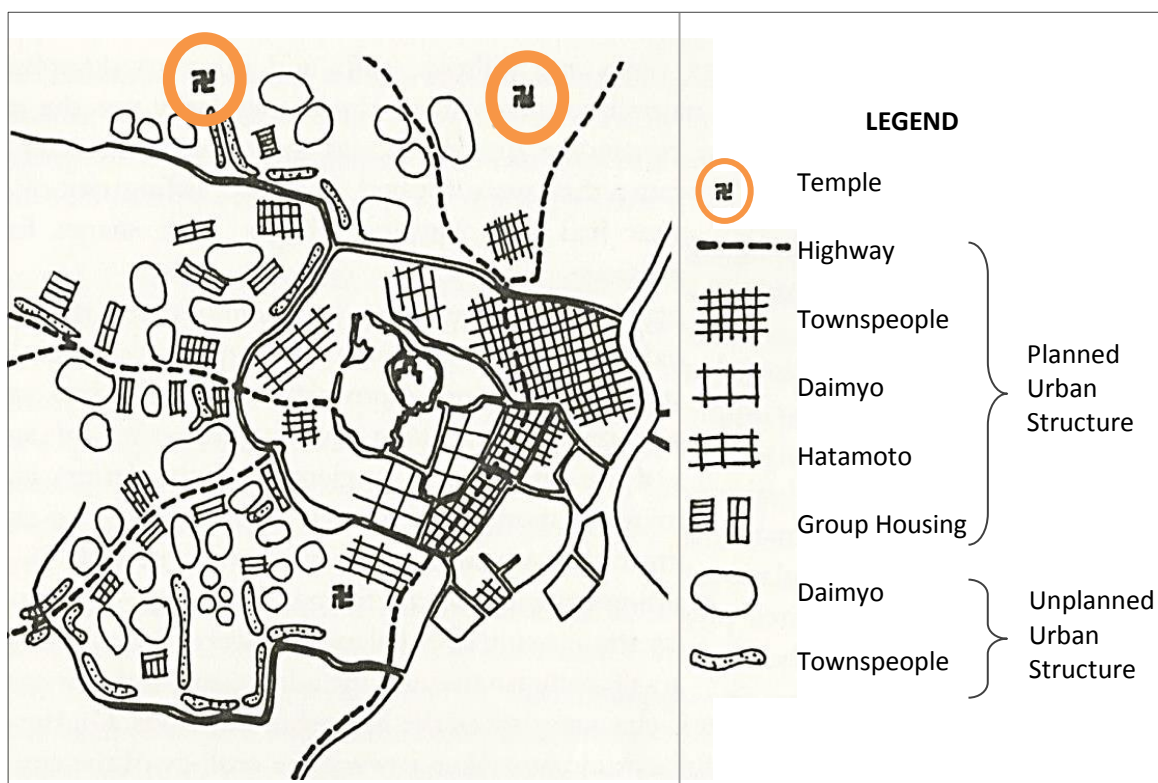 LEGEND
Temple
Highway
Townspeople
Daimyo
Hatamoto
Group Housing
Planned
Urban
Structure
Daimyo
Townspeople
Unplanned
Urban
Structure